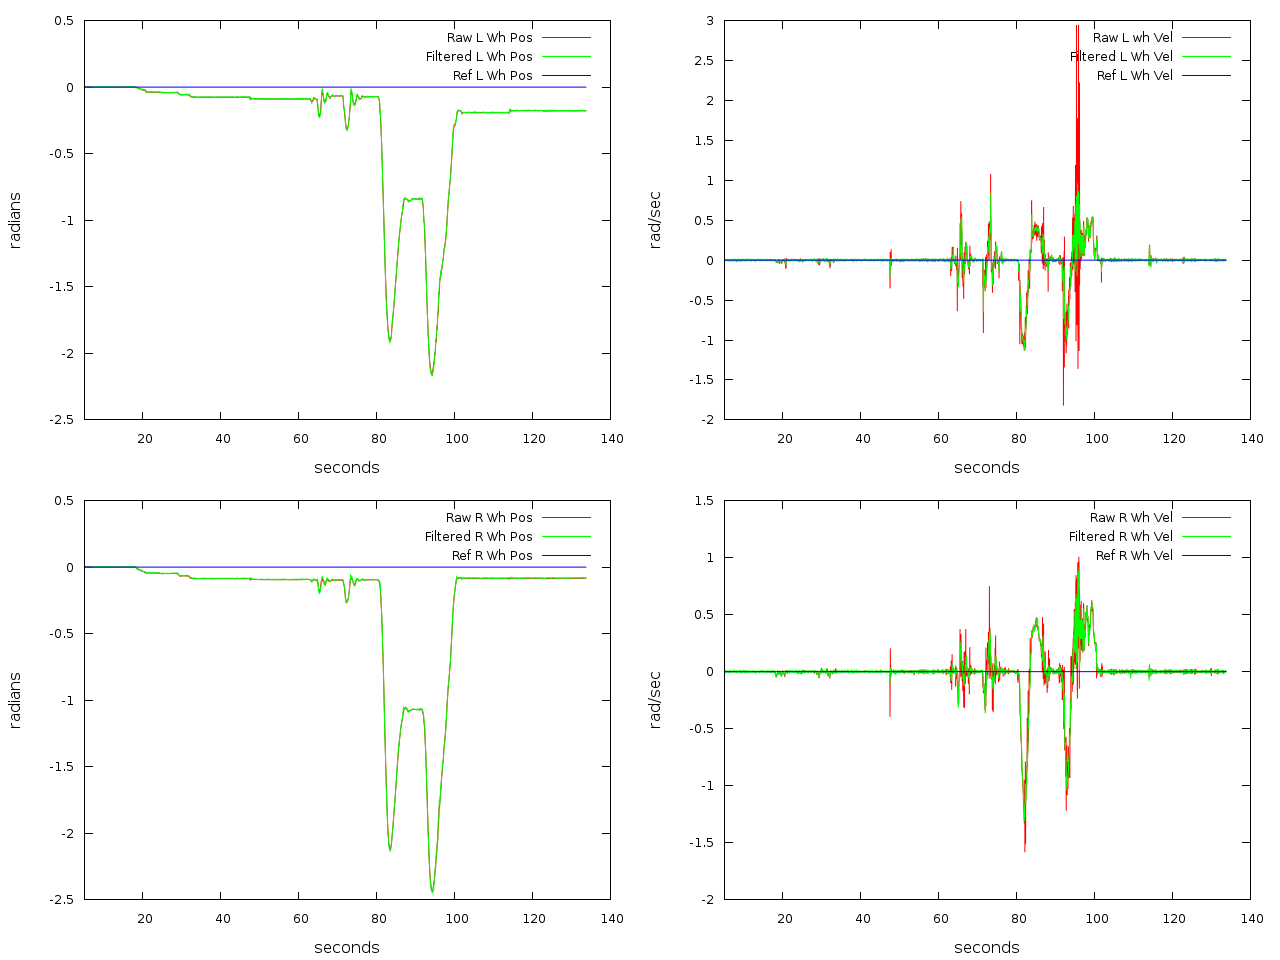 0.5
0
-0.5
-1
-1.5
-2
-2.5
20 40 60 80 100 120 140
radians
seconds
Raw L Wh Pos
Filtered L Wh Pos
Ref L Wh Pos
3
2.5
2
1.5
1
0.5
0
-0.5
-1
-1.5
-2
20 40 60 80 100 120 140
rad/sec
seconds
Raw L wh Vel
Filtered L Wh Vel
Ref L Wh Vel
0.5
0
-0.5
-1
-1.5
-2
-2.5
20 40 60 80 100 120 140
radians
seconds
Raw R Wh Pos
Filtered R Wh Pos
Ref R Wh Pos
1.5
1
0.5
0
-0.5
-1
-1.5
-2
20 40 60 80 100 120 140
rad/sec
seconds
Raw R Wh Vel
Filtered R Wh Vel
Ref R Wh Vel